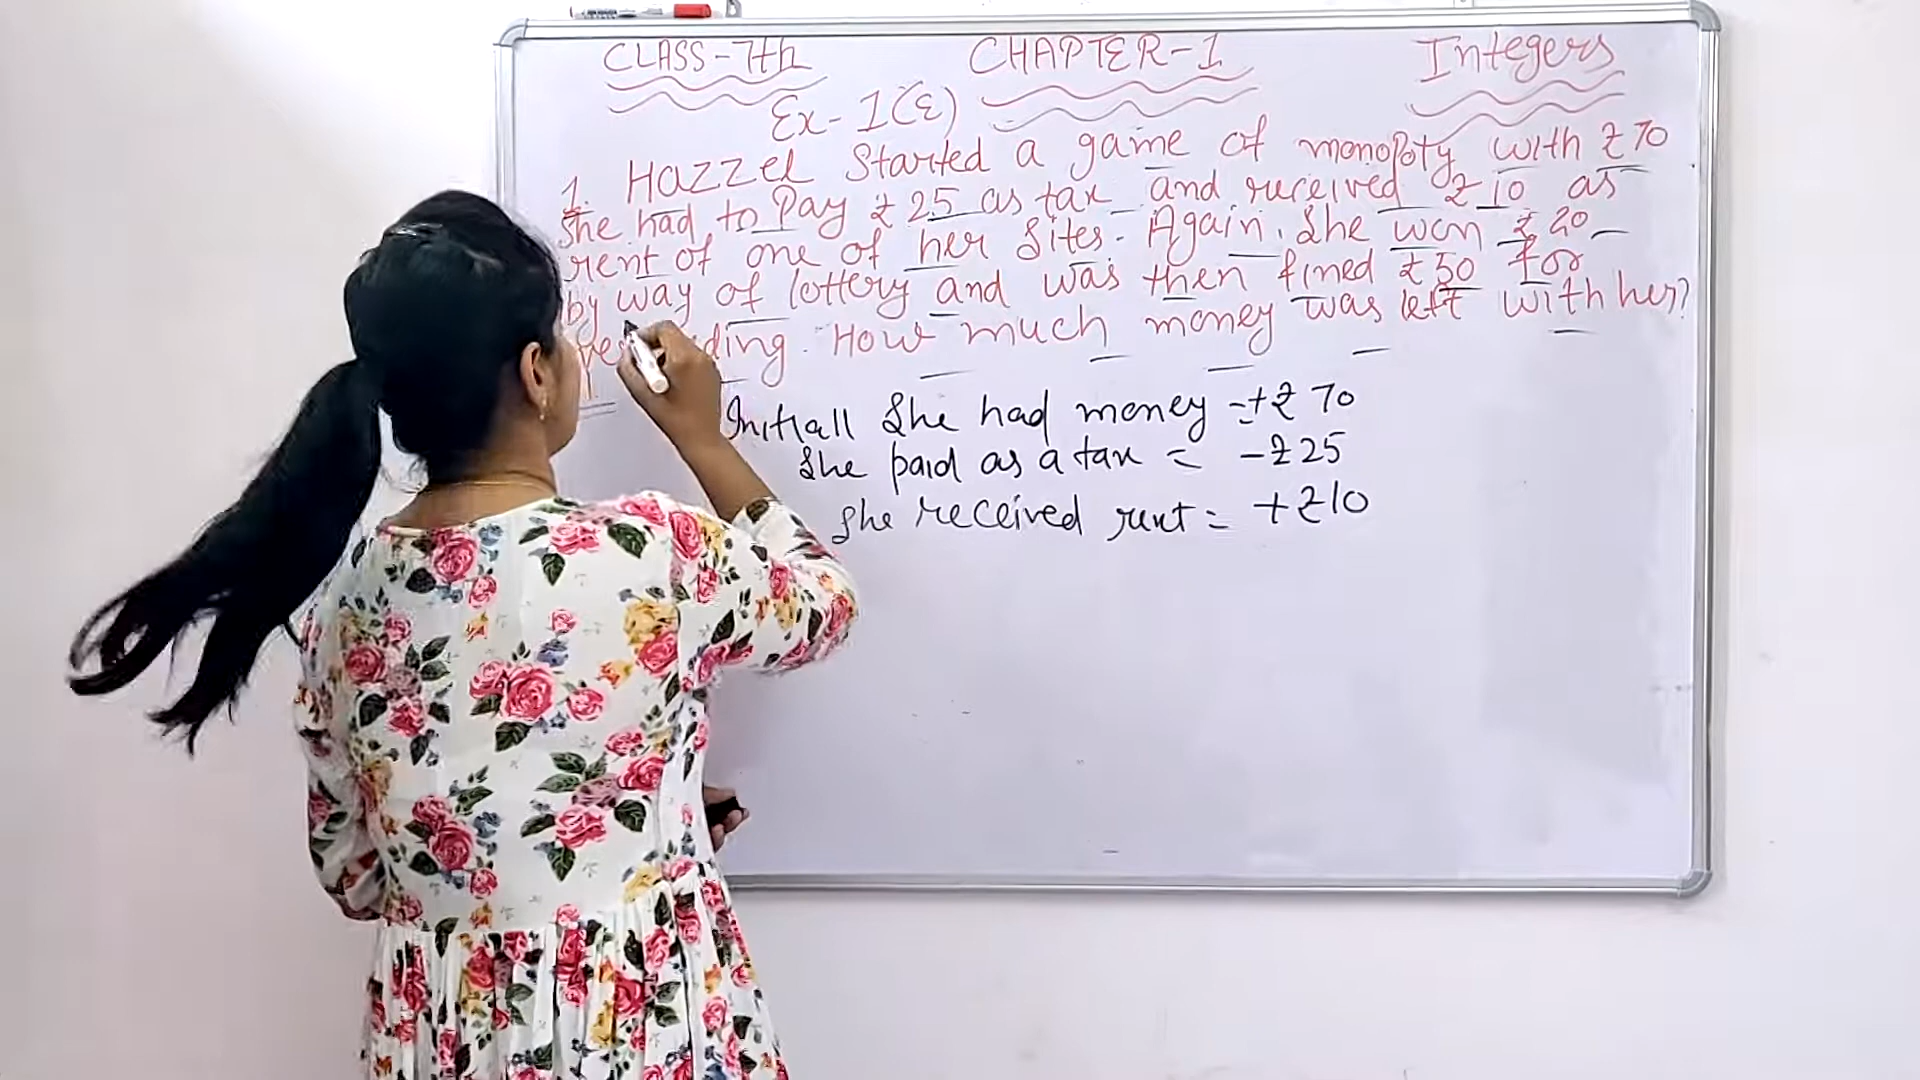 CLASS-7th CHAPTER-1 Integers
Ex-1(E)
1. Hazzel Started a game of monopoty with ₹70
She had to Pay ₹25 as tax and received ₹10 as
rent of one of her Sites. Again, She won ₹20
by way of lottery and was then fined ₹50 for
ding. How much money was left with her?
Initiall She had money = +₹70
She paid as a tax = -₹25
She received rent = +₹10